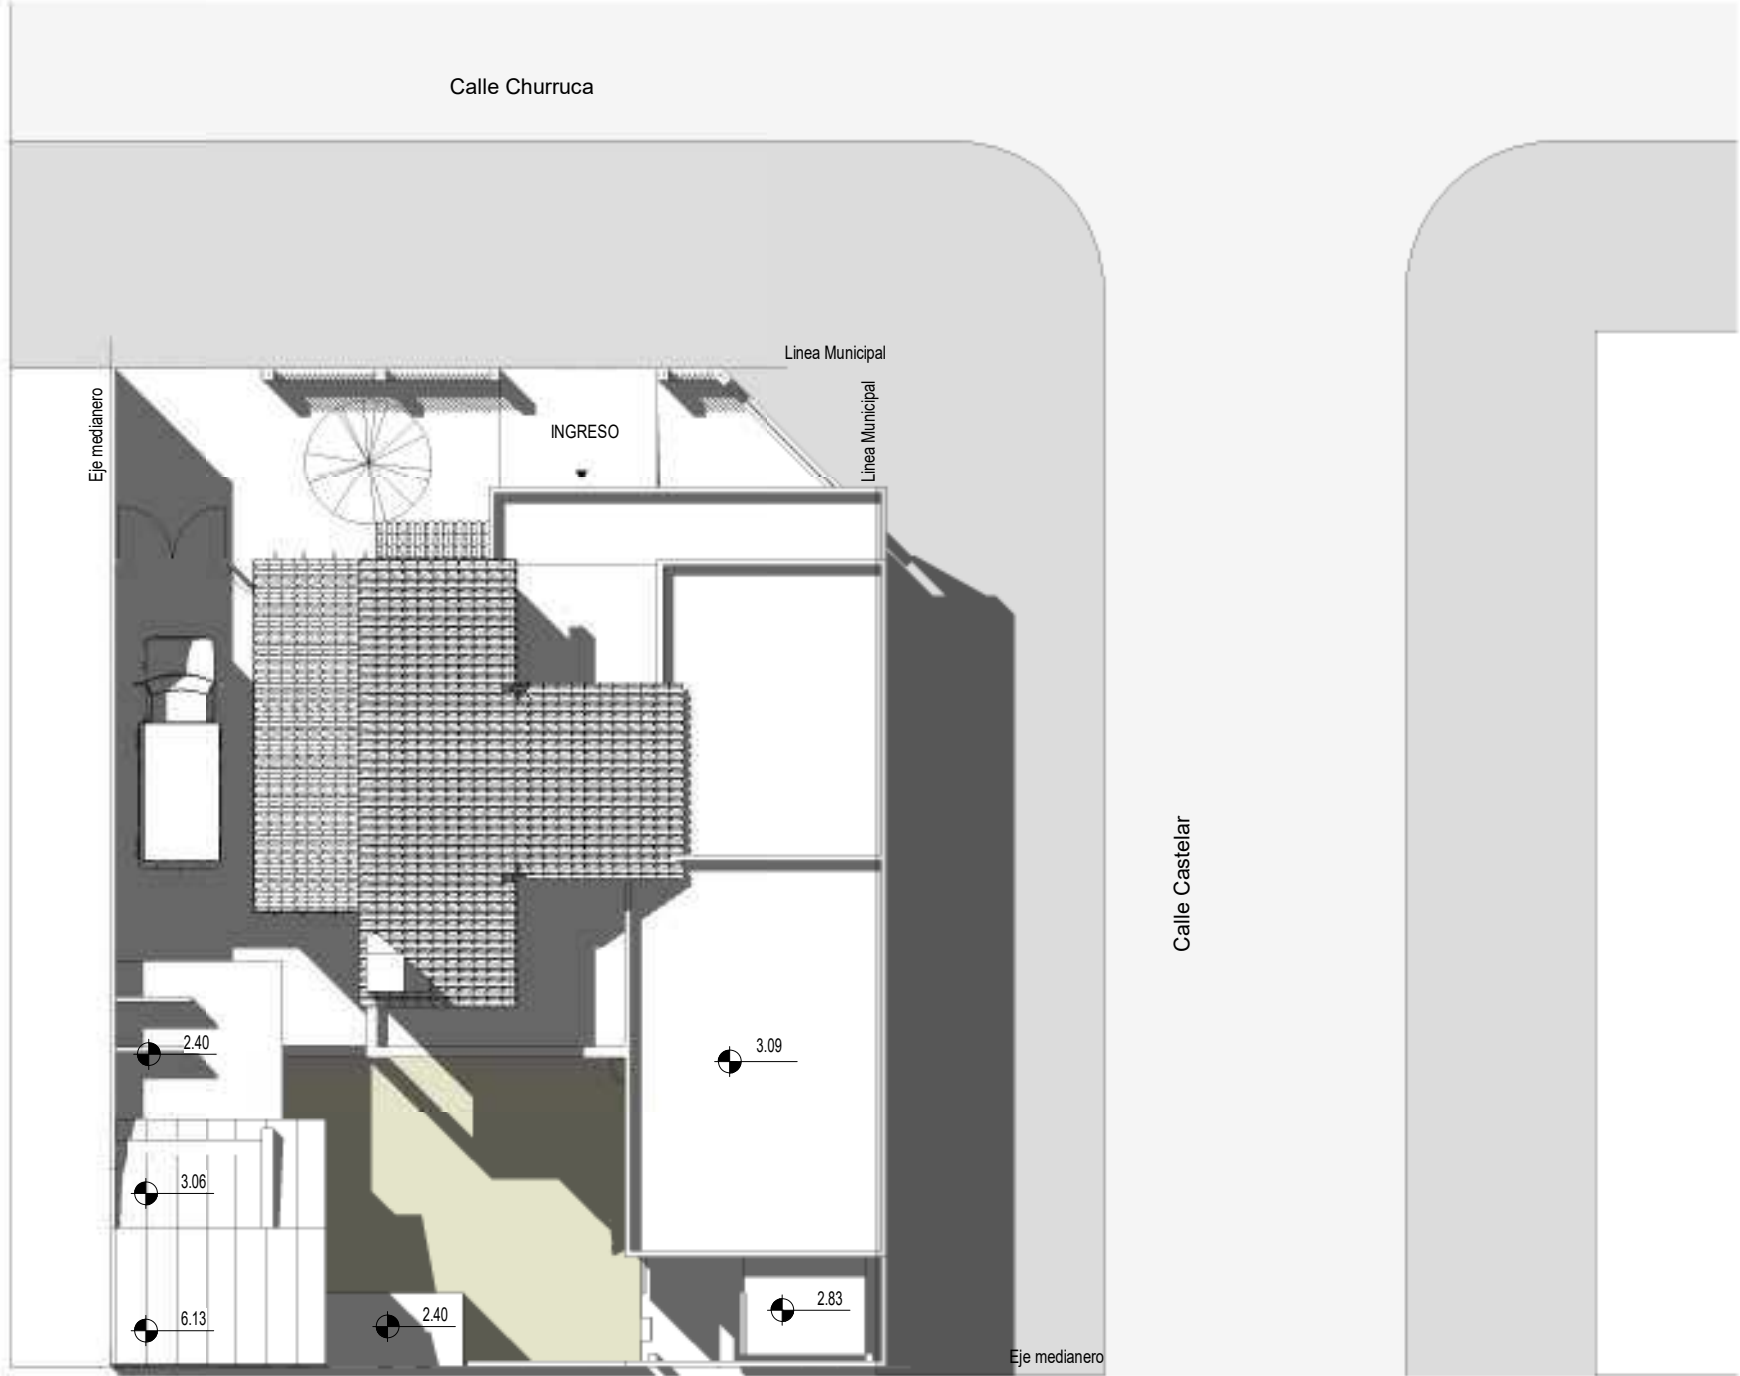 Calle Churruca
Linea Municipal
Linea Municipal
Eje medianero
INGRESO
Calle Castelar
2.40
3.09
3.06
2.83
6.13
2.40
Eje medianero